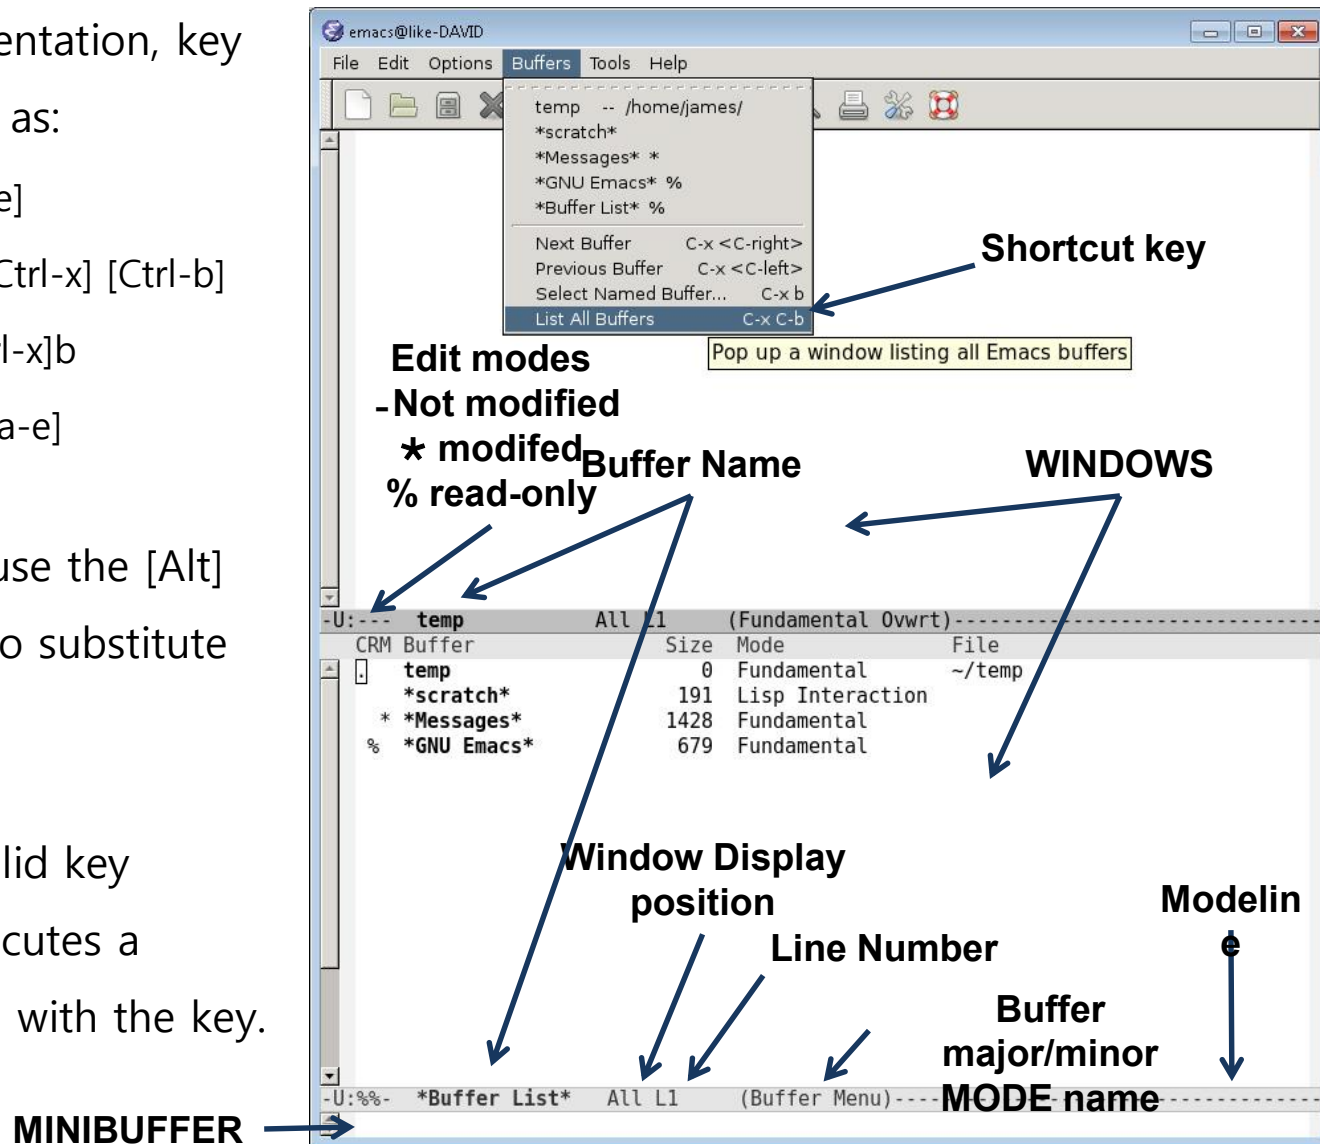 entation, key
as:
e]
Ctrl-x] [Ctrl-b]
l-x]b
a-e]
use the [Alt]
o substitute
lid key
cutes a
with the key.
MINIBUFFER
emacs@like-DAVID
File Edit Options Buffers Tools Help
temp -- /home/james/
*scratch*
*Messages* *
*GNU Emacs* %
*Buffer List* %
Next Buffer C-x <C-right>
Previous Buffer C-x <C-left>
Select Named Buffer... C-x b
List All Buffers C-x C-b
Pop up a window listing all Emacs buffers
Shortcut key
Edit modes
-Not modified
* modifed
% read-only
Buffer Name
WINDOWS
-U:--- temp All L1 (Fundamental Ovwrt)----------------------------------
CRM Buffer Size Mode File
. temp 0 Fundamental ~/temp
*scratch* 191 Lisp Interaction
* *Messages* 1428 Fundamental
% *GNU Emacs* 679 Fundamental
Window Display
position
Line Number
Modelin
e
Buffer
major/minor
MODE name
-U:%%- *Buffer List* All L1 (Buffer Menu)----------------------------------